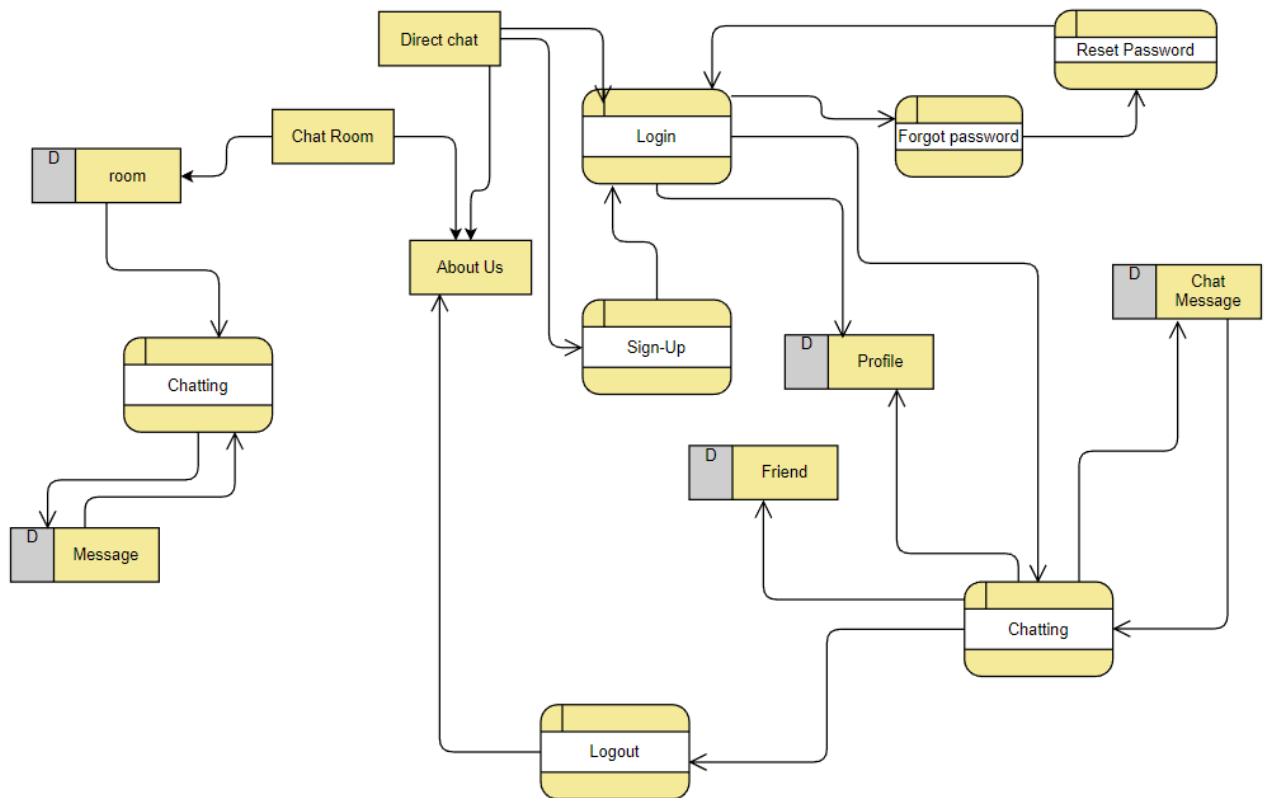 Direct chat
Reset Password
Chat Room
Login
Forgot password
D
room
About Us
D
Chat
Message
Sign-Up
D
Profile
Chatting
D
Friend
D
Message
Chatting
Logout